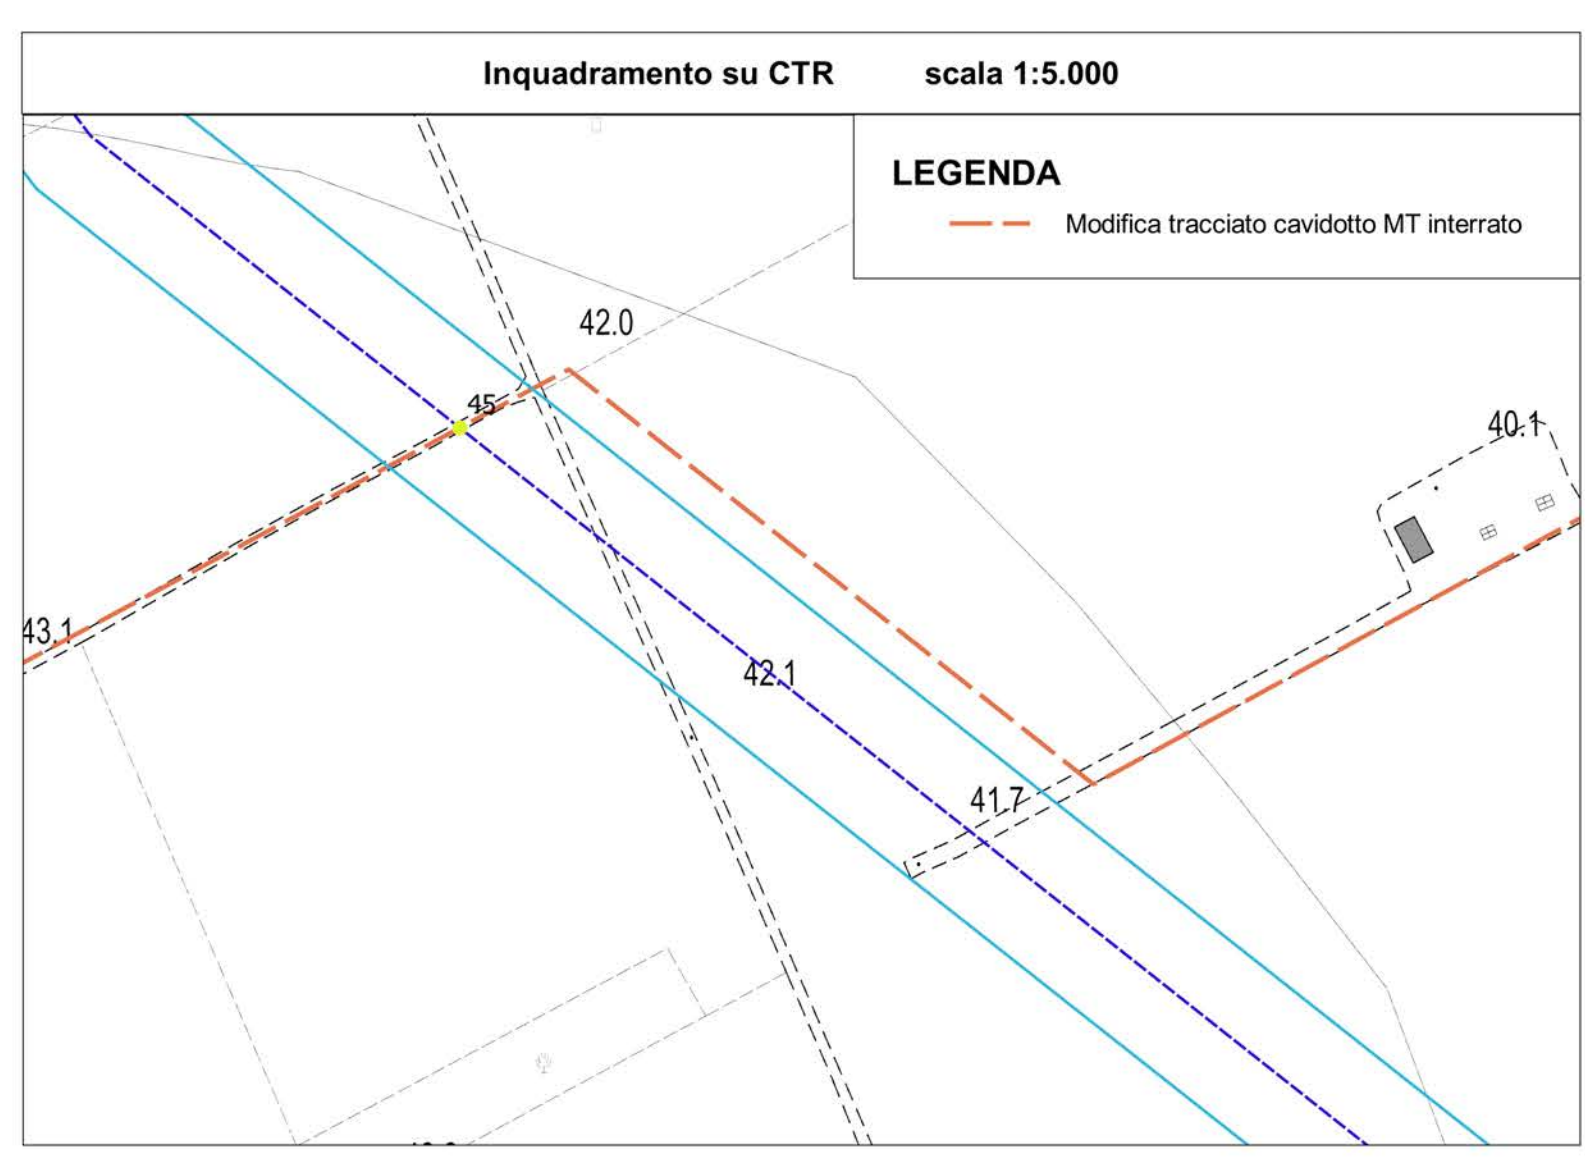 Inquadramento su CTR scala 1:5.000
LEGENDA
Modifica tracciato cavidotto MT interrato
42.0
45
40.1
43.1
42.1
41.7